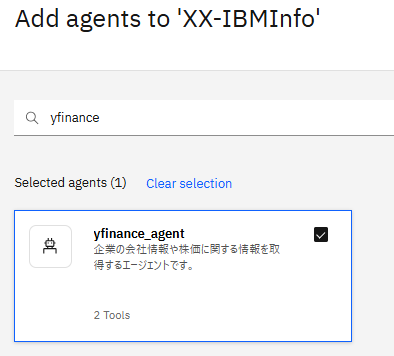 Add agents to 'XX-IBMInfo'
yfinance
Selected agents (1) Clear selection
yfinance_agent
企業の会社情報や株価に関する情報を取
得するエージェントです。
2 Tools